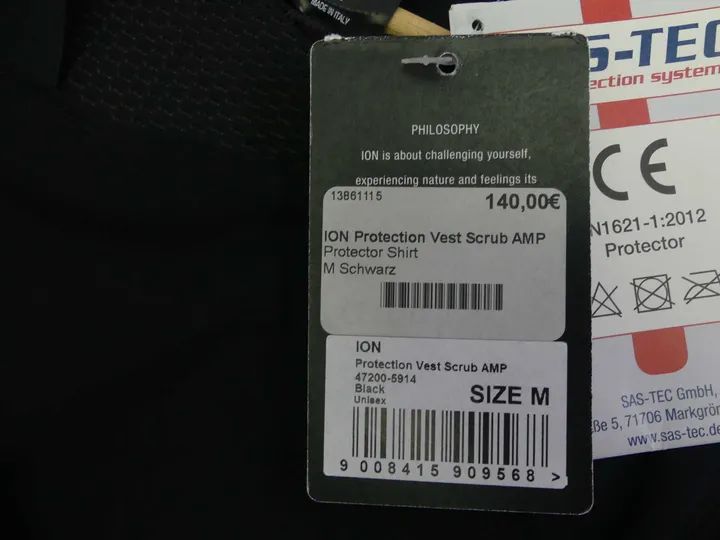 MADE IN ITALY
PHILOSOPHY
ION is about challenging yourself,
experiencing nature and feelings its
13861115
140,00€
ION Protection Vest Scrub AMP
Protector Shirt
M Schwarz
ION
Protection Vest Scrub AMP
47200-5914
Black
Unisex
SIZE M
9 008415 909568 >
S-TEC
ection system
CE
N1621-1:2012
Protector
SAS-TEC GmbH,
ße 5, 71706 Markgrön
www.sas-tec.de